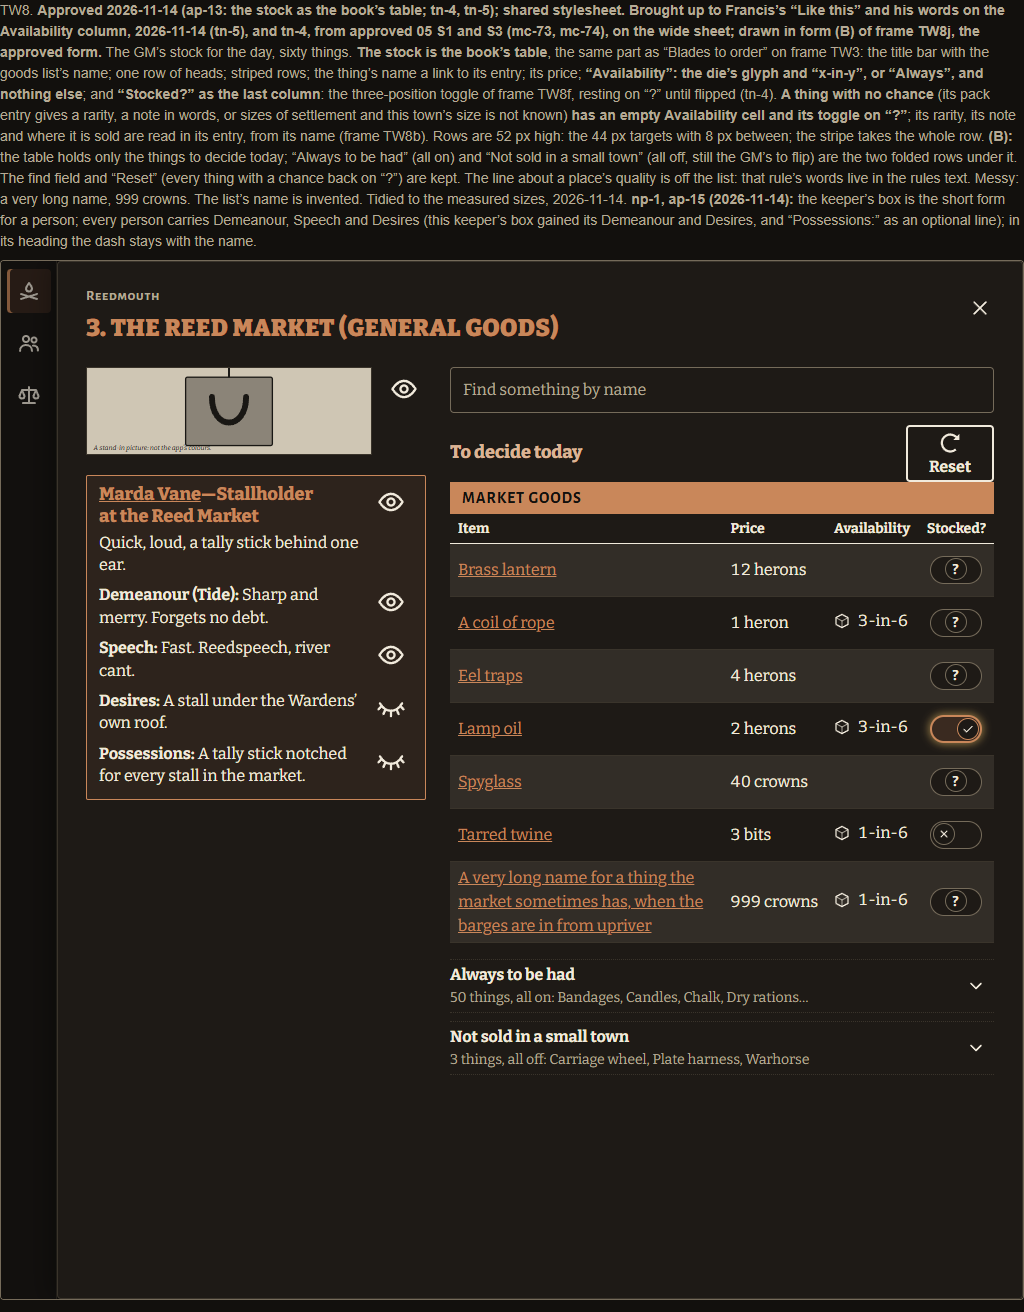 TW8. Approved 2026-11-14 (ap-13: the stock as the book’s table; tn-4, tn-5); shared stylesheet. Brought up to Francis’s “Like this” and his words on the
Availability column, 2026-11-14 (tn-5), and tn-4, from approved 05 S1 and S3 (mc-73, mc-74), on the wide sheet; drawn in form (B) of frame TW8j, the
approved form. The GM’s stock for the day, sixty things. The stock is the book’s table, the same part as “Blades to order” on frame TW3: the title bar with the
goods list’s name; one row of heads; striped rows; the thing’s name a link to its entry; its price; “Availability”: the die’s glyph and “x-in-y”, or “Always”, and
nothing else; and “Stocked?” as the last column: the three-position toggle of frame TW8f, resting on “?” until flipped (tn-4). A thing with no chance (its pack
entry gives a rarity, a note in words, or sizes of settlement and this town’s size is not known) has an empty Availability cell and its toggle on “?”; its rarity, its note
and where it is sold are read in its entry, from its name (frame TW8b). Rows are 52 px high: the 44 px targets with 8 px between; the stripe takes the whole row. (B):
the table holds only the things to decide today; “Always to be had” (all on) and “Not sold in a small town” (all off, still the GM’s to flip) are the two folded rows under it.
The find field and “Reset” (every thing with a chance back on “?”) are kept. The line about a place’s quality is off the list: that rule’s words live in the rules text. Messy:
a very long name, 999 crowns. The list’s name is invented. Tidied to the measured sizes, 2026-11-14. np-1, ap-15 (2026-11-14): the keeper’s box is the short form
for a person; every person carries Demeanour, Speech and Desires (this keeper’s box gained its Demeanour and Desires, and “Possessions:” as an optional line); in
its heading the dash stays with the name.
REEDMOUTH
3. THE REED MARKET (GENERAL GOODS)
A stand-in picture: not the app's colours.
Marda Vane—Stallholder
at the Reed Market
Quick, loud, a tally stick behind one
ear.
Demeanour (Tide): Sharp and
merry. Forgets no debt.
Speech: Fast. Reedspeech, river
cant.
Desires: A stall under the Wardens’
own roof.
Possessions: A tally stick notched
for every stall in the market.
Find something by name
To decide today
Reset
MARKET GOODS
Item Price Availability Stocked?
Brass lantern 12 herons ?
A coil of rope 1 heron 3-in-6 ?
Eel traps 4 herons ?
Lamp oil 2 herons 3-in-6
Spyglass 40 crowns ?
Tarred twine 3 bits 1-in-6
A very long name for a thing the
market sometimes has, when the
barges are in from upriver 999 crowns 1-in-6 ?
Always to be had
50 things, all on: Bandages, Candles, Chalk, Dry rations…
Not sold in a small town
3 things, all off: Carriage wheel, Plate harness, Warhorse